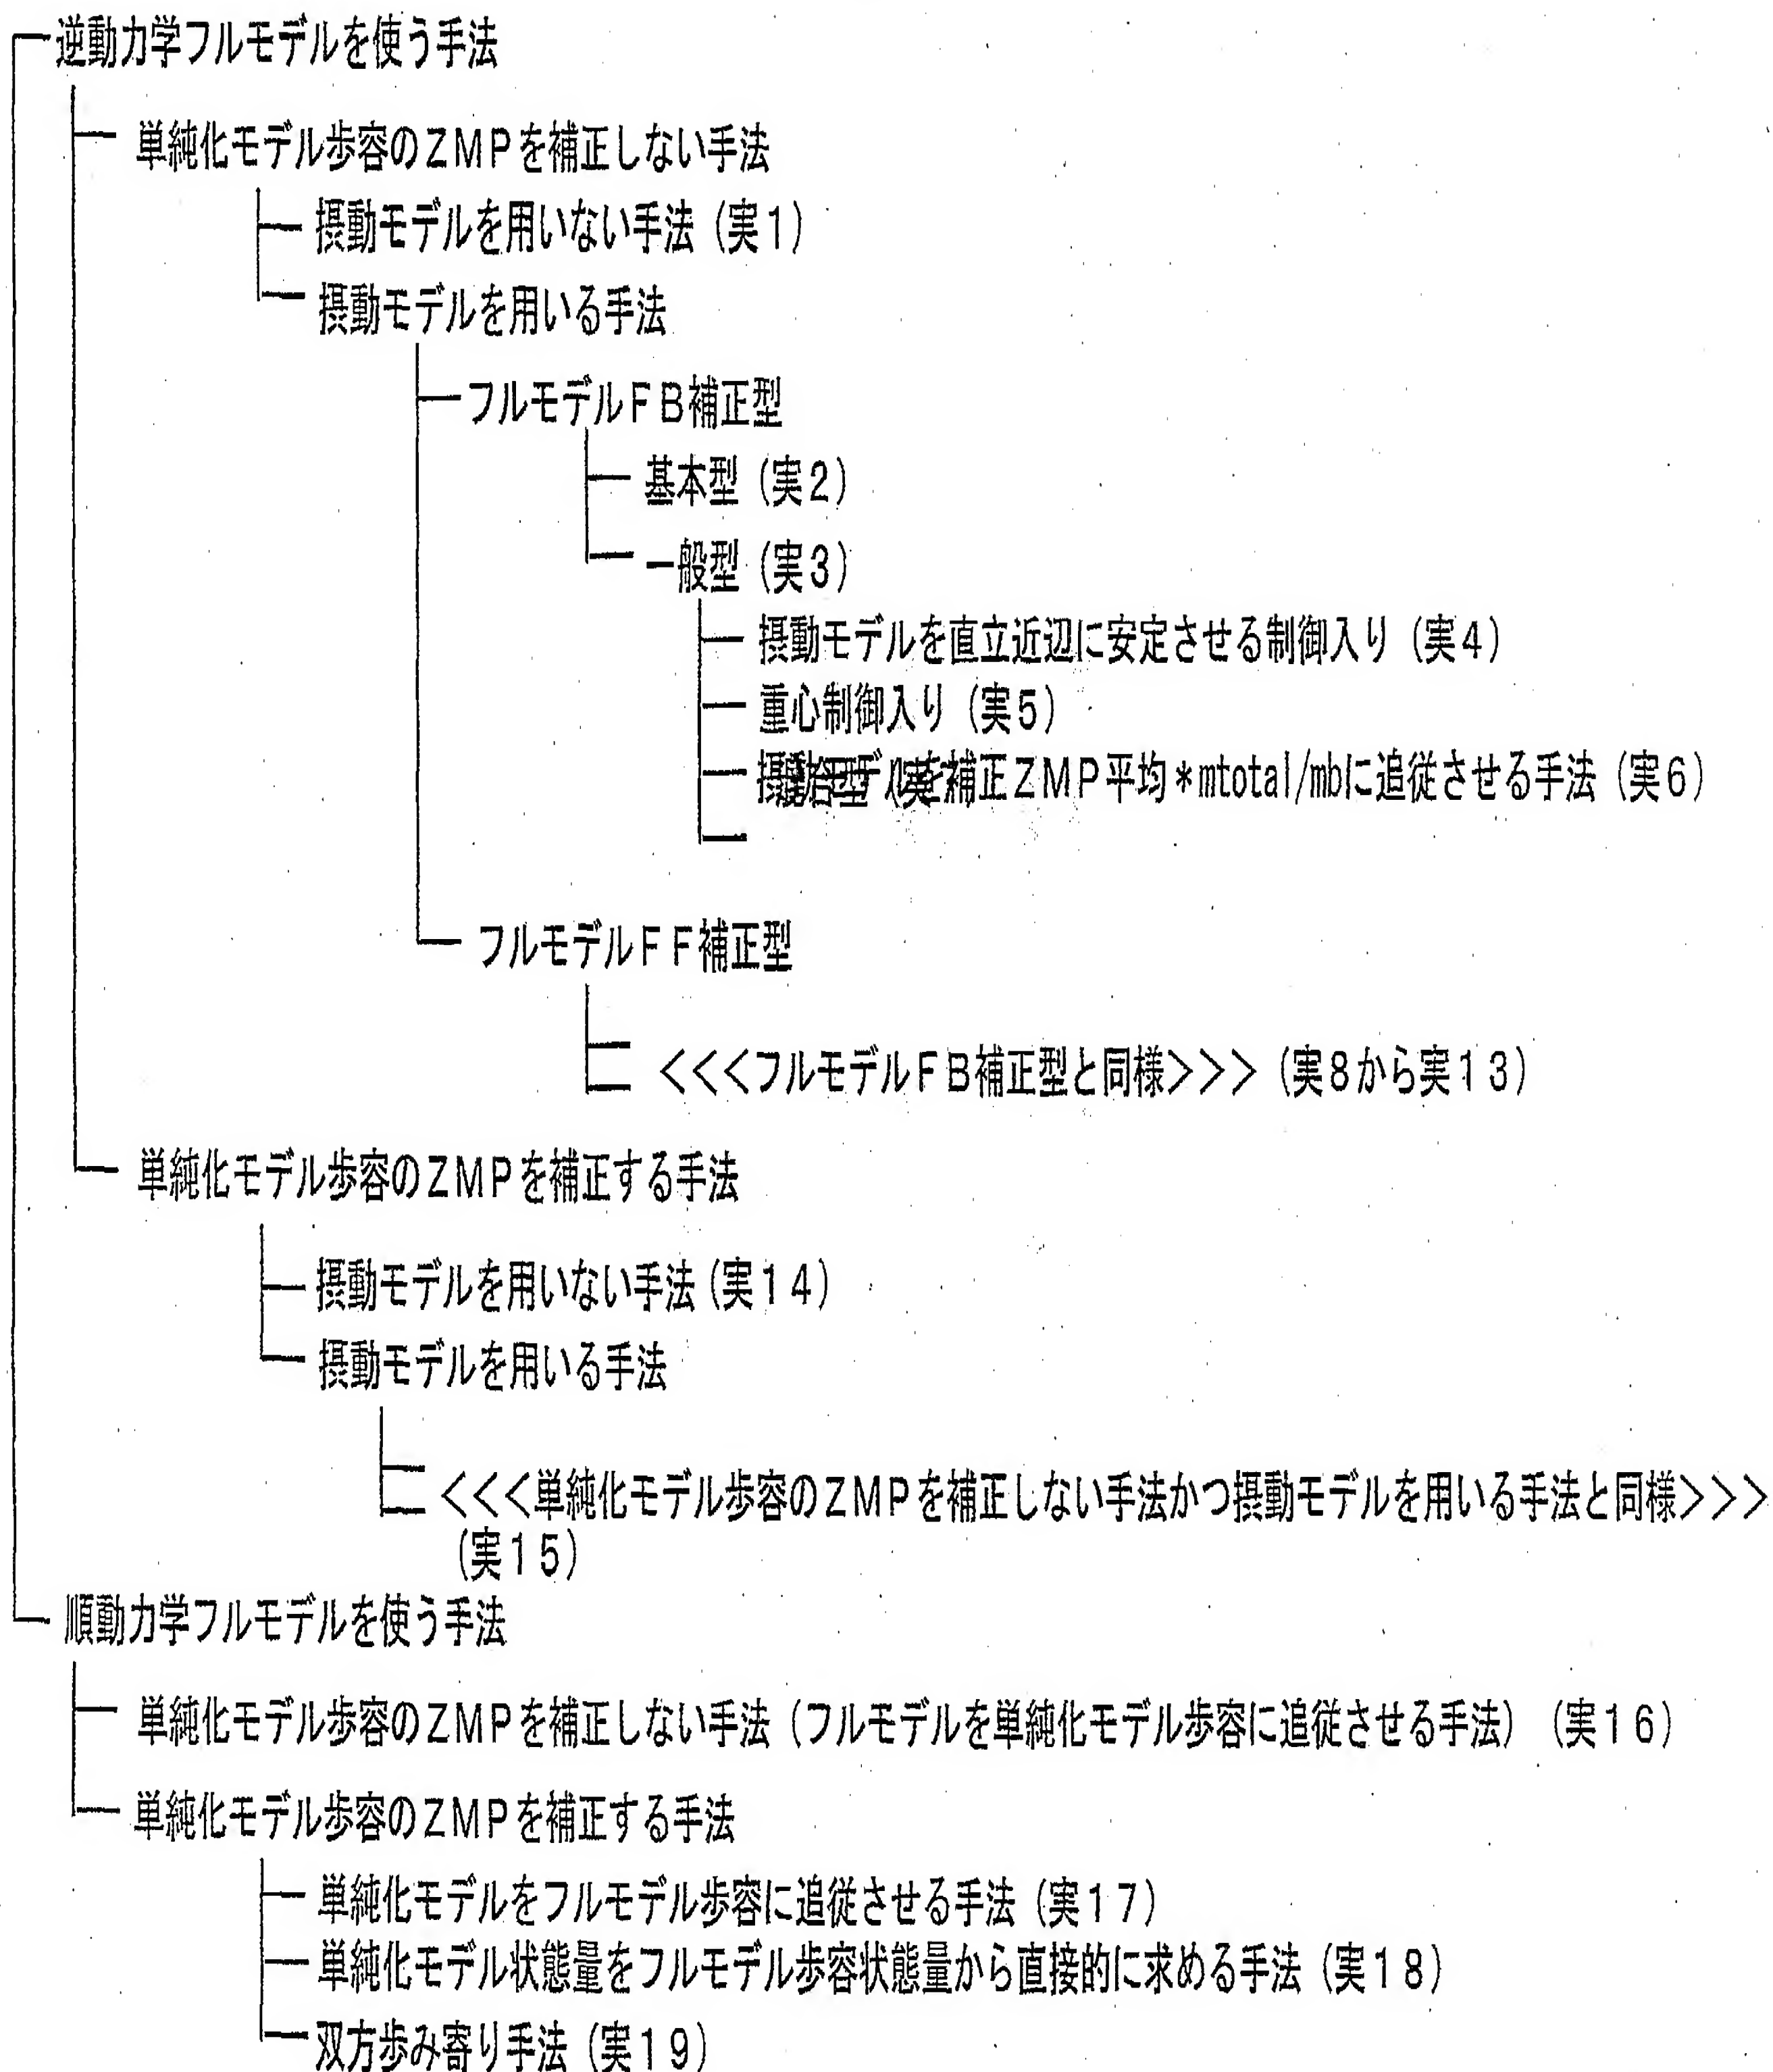 逆動力学フルモデルを使う手法
単純化モデル歩容のZMPを補正しない手法
摂動モデルを用いない手法(実1)
摂動モデルを用いる手法
フルモデルFB補正型
基本型(実2)
一般型(実3)
摂動モデルを直立近辺に安定させる制御入り(実4)
重心制御入り(実5)
補正ZMP平均*mtotal/mbに追従させる手法(実6)
フルモデルFF補正型
<<<フルモデルFB補正型と同様>>>(実8から実13)
単純化モデル歩容のZMPを補正する手法
摂動モデルを用いない手法(実14)
摂動モデルを用いる手法
<<<単純化モデル歩容のZMPを補正しない手法かつ摂動モデルを用いる手法と同様>>>
(実15)
順動力学フルモデルを使う手法
単純化モデル歩容のZMPを補正しない手法(フルモデルを単純化モデル歩容に追従させる手法)(実16)
単純化モデル歩容のZMPを補正する手法
単純化モデルをフルモデル歩容に追従させる手法(実17)
単純化モデル状態量をフルモデル歩容状態量から直接的に求める手法(実18)
双方歩み寄り手法(実19)